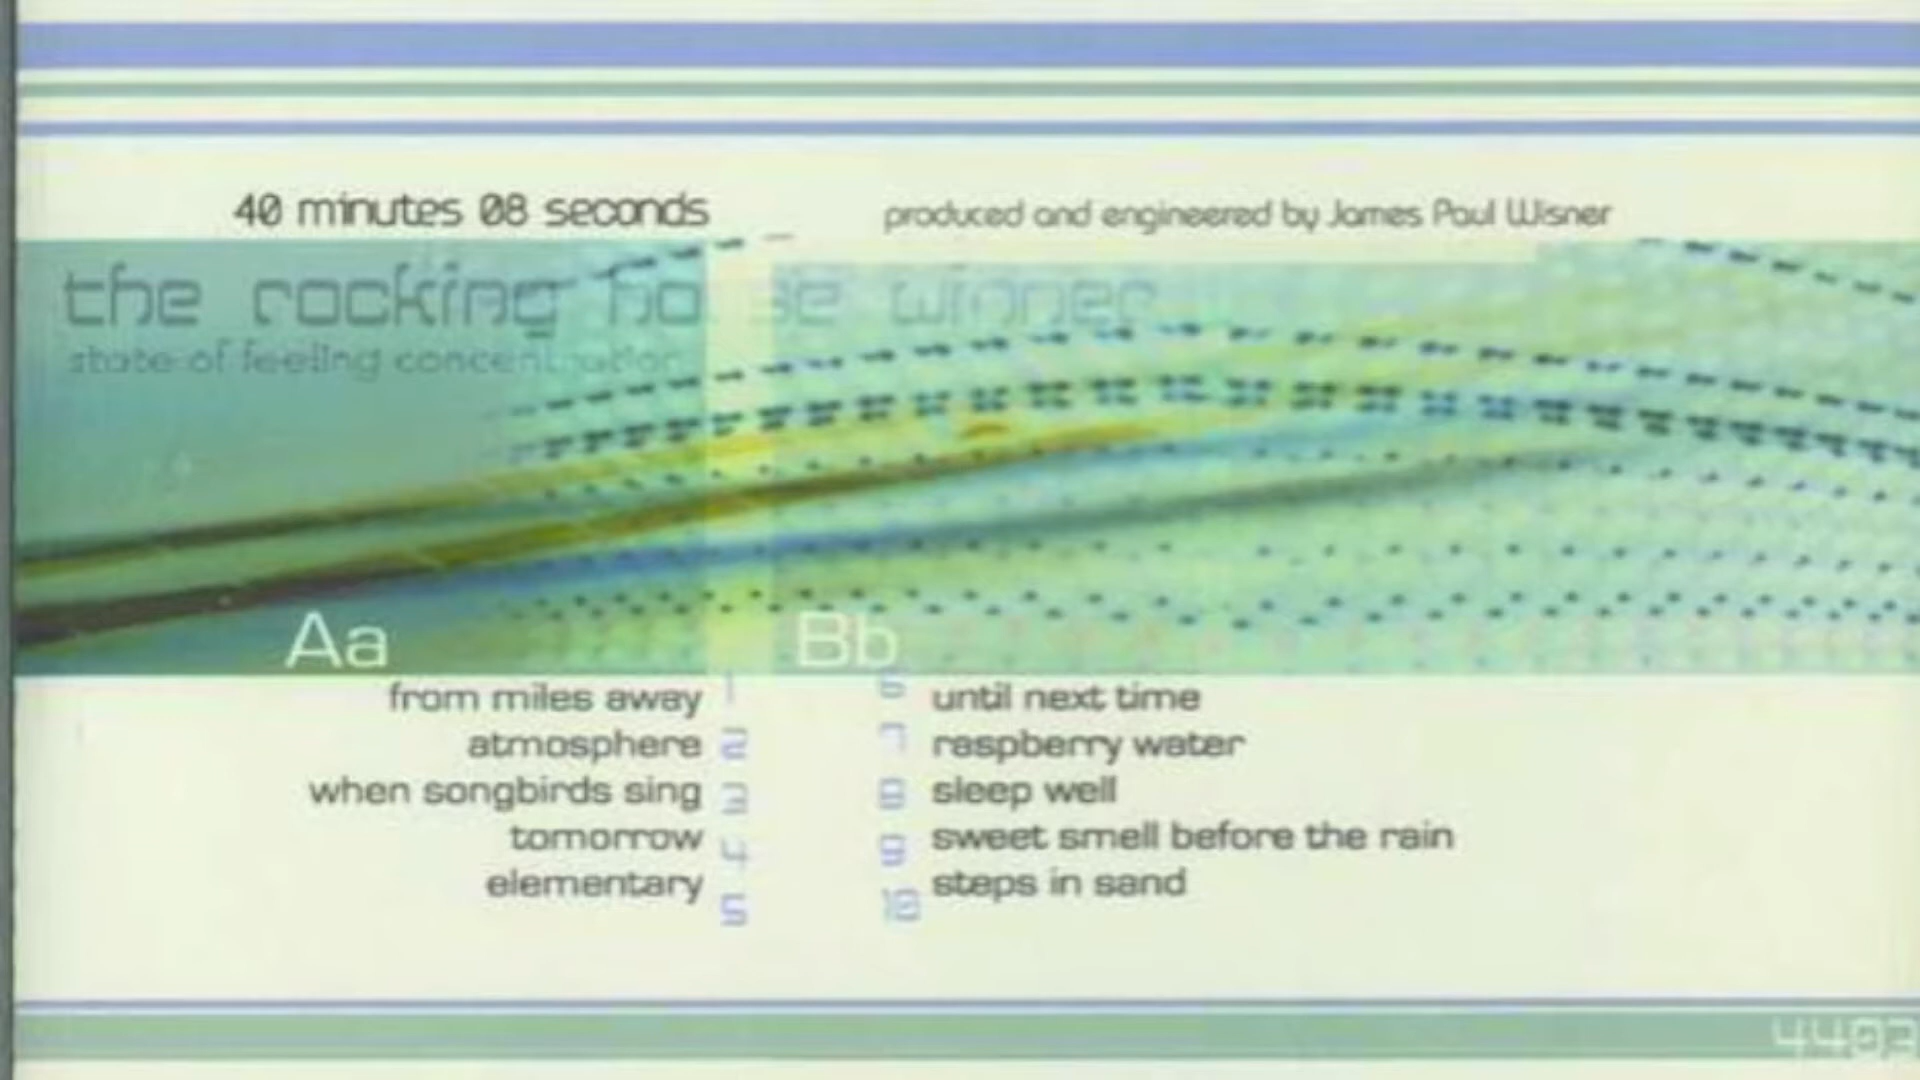 40 minutes 08 seconds
produced and engineered by James Paul Wisner
the rocking horse winner
state of feeling concentration
Aa
from miles away 1
atmosphere 2
when songbirds sing 3
tomorrow 4
elementary 5
Bb
6 until next time
7 raspberry water
8 sleep well
9 sweet smell before the rain
10 steps in sand
4403